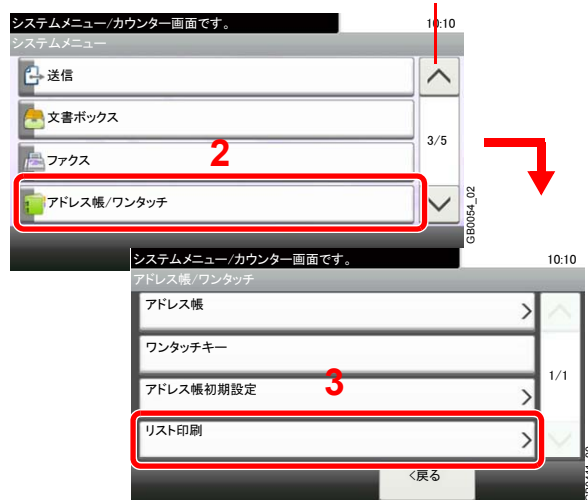 システムメニュー/カウンター画面です。
10:10
システムメニュー
送信
文書ボックス
3/5
ファクス
2
アドレス帳/ワンタッチ
GB0054_02
システムメニュー/カウンター画面です。
10:10
アドレス帳/ワンタッチ
アドレス帳
ワンタッチキー
1/1
アドレス帳初期設定
3
リスト印刷
<戻る